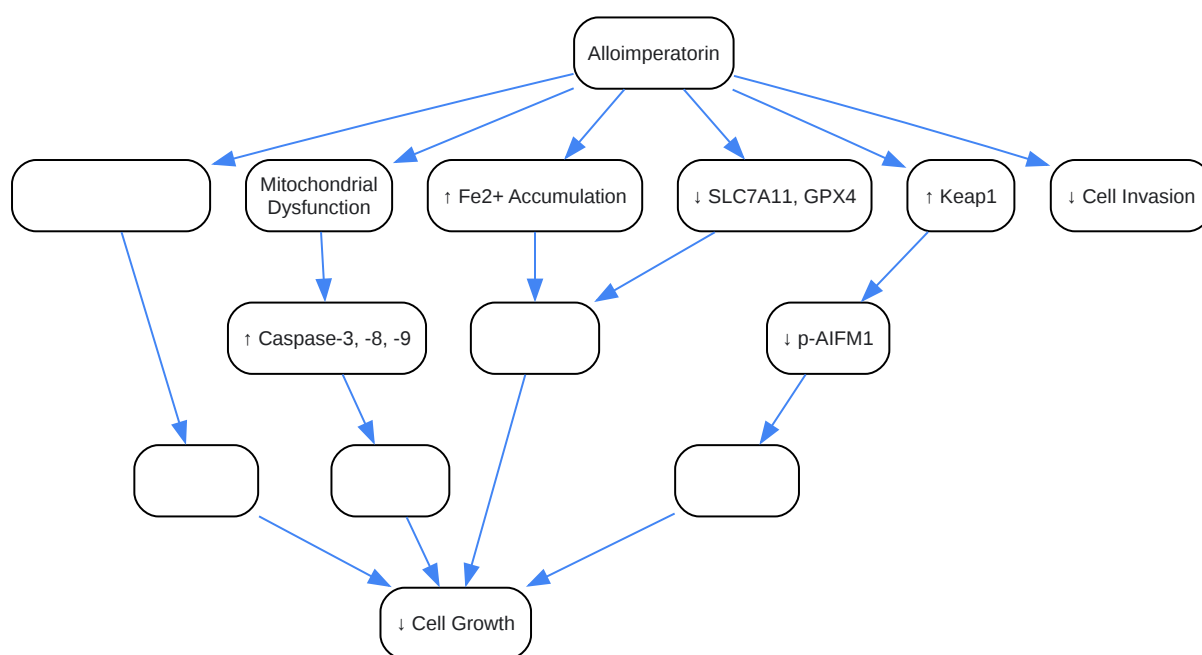 Alloimperatorin
Mitochondrial
Dysfunction
↑ Fe2+ Accumulation
↓ SLC7A11, GPX4
↑ Keap1
↓ Cell Invasion
↑ Caspase-3, -8, -9
↓ p-AIFM1
↓ Cell Growth